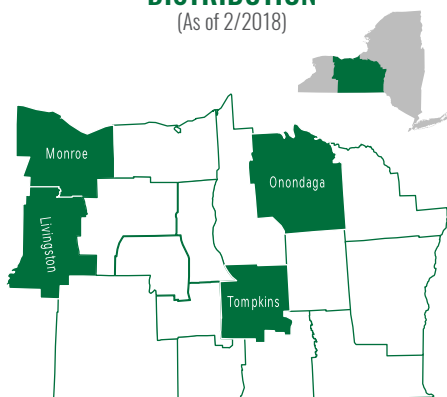 DISTRIBUTION
(As of 2/2018)
Monroe
Onondaga
Livingston
Tompkins